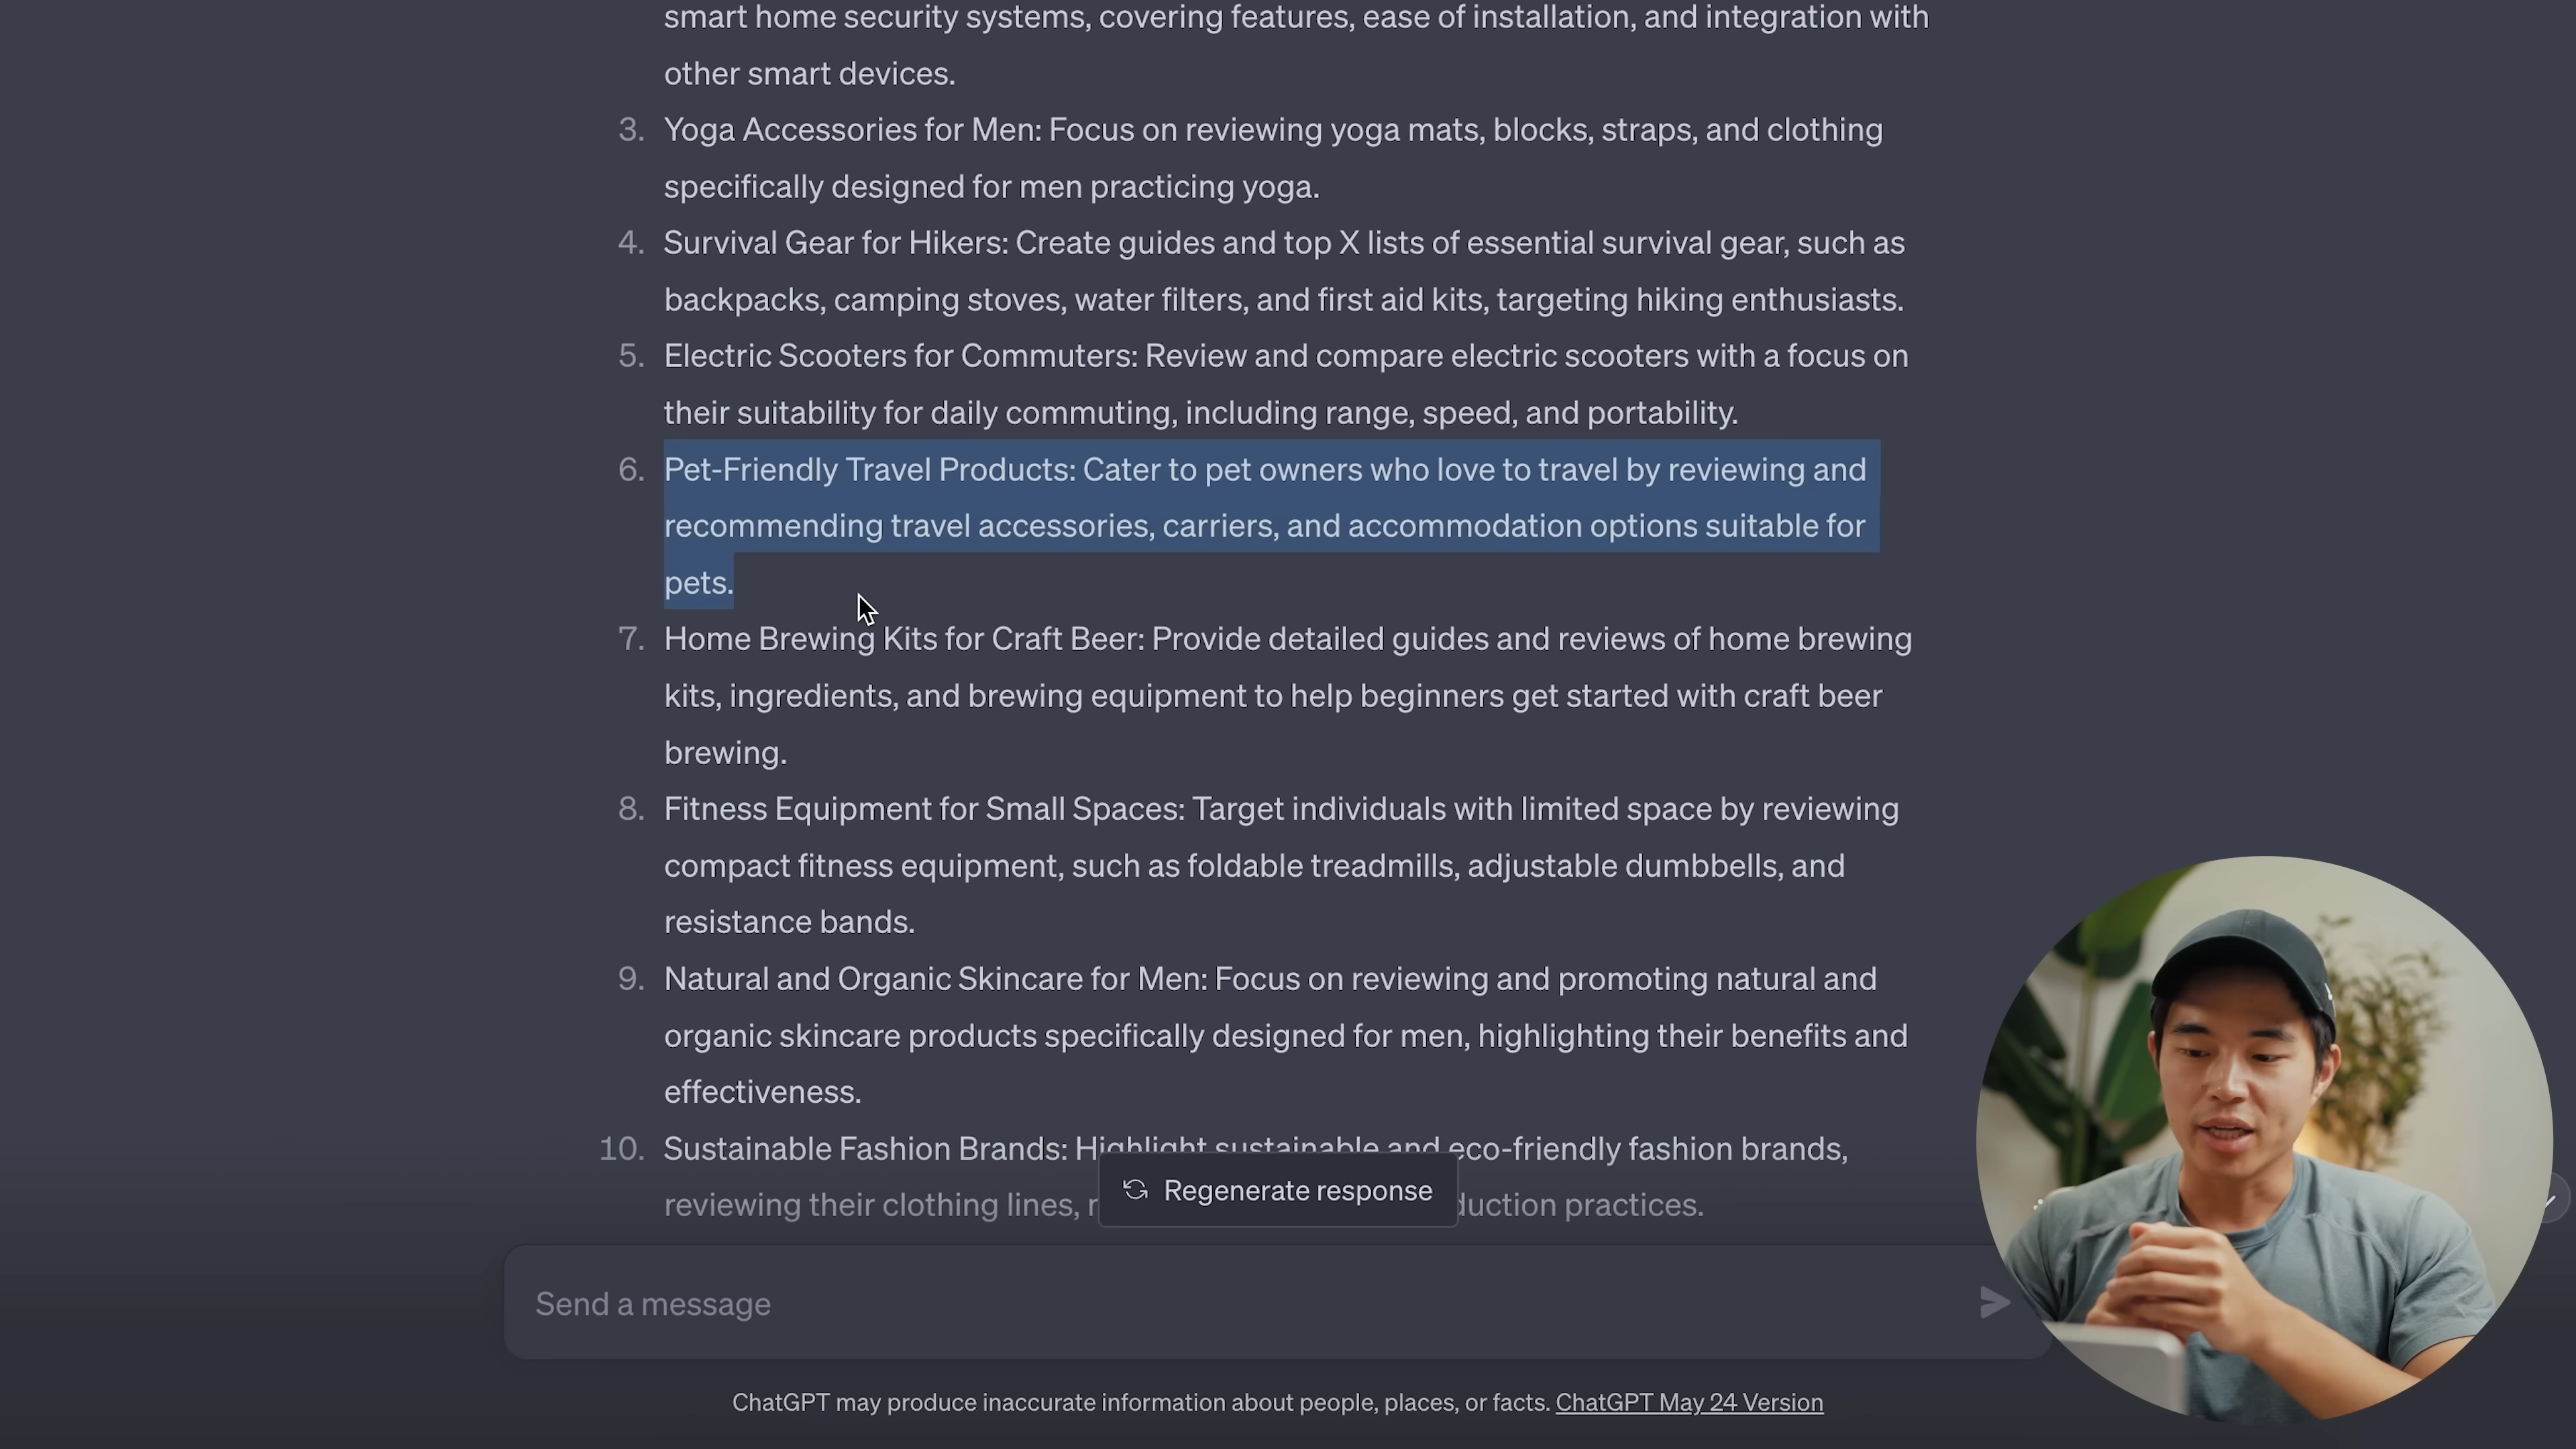 smart home security systems, covering features, ease of installation, and integration with
other smart devices.
3. Yoga Accessories for Men: Focus on reviewing yoga mats, blocks, straps, and clothing
specifically designed for men practicing yoga.
4. Survival Gear for Hikers: Create guides and top X lists of essential survival gear, such as
backpacks, camping stoves, water filters, and first aid kits, targeting hiking enthusiasts.
5. Electric Scooters for Commuters: Review and compare electric scooters with a focus on
their suitability for daily commuting, including range, speed, and portability.
6. Pet-Friendly Travel Products: Cater to pet owners who love to travel by reviewing and
recommending travel accessories, carriers, and accommodation options suitable for
pets.
7. Home Brewing Kits for Craft Beer: Provide detailed guides and reviews of home brewing
kits, ingredients, and brewing equipment to help beginners get started with craft beer
brewing.
8. Fitness Equipment for Small Spaces: Target individuals with limited space by reviewing
compact fitness equipment, such as foldable treadmills, adjustable dumbbells, and
resistance bands.
9. Natural and Organic Skincare for Men: Focus on reviewing and promoting natural and
organic skincare products specifically designed for men, highlighting their benefits and
effectiveness.
10. Sustainable Fashion Brands: Highlight sustainable and eco-friendly fashion brands,
reviewing their clothing lines, duction practices.
Regenerate response
Send a message
ChatGPT may produce inaccurate information about people, places, or facts. ChatGPT May 24 Version